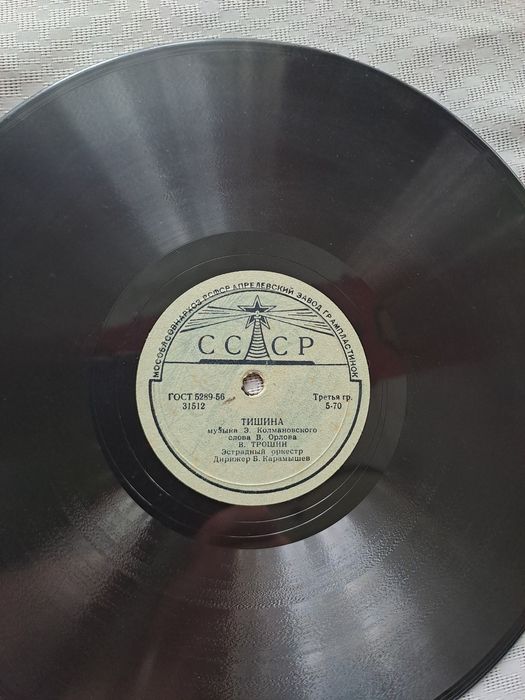 МОСОБЛСОВНАРХОЗ РСФСР АПРЕЛЕВСКИЙ ЗАВОД ГРАМПЛАСТИНОК
СССР
ГОСТ 5289-56
31512
Третья гр.
5-70
ТИШИНА
музыка Э. Колмановского
слова В. Орлова
В. ТРОШИН
Эстрадный оркестр
Дирижер Б. Карамышев